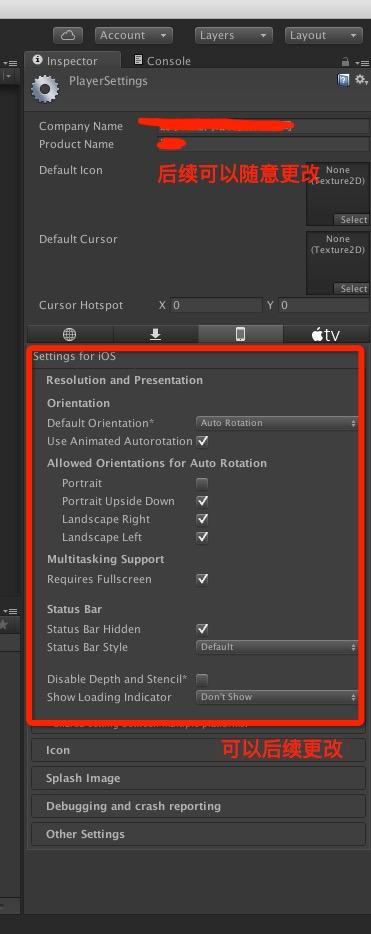 Account
Layers
Layout
Inspector
Console
PlayerSettings
Company Name
Product Name
Default Icon
后续可以随意更改
None
(Texture2D)
Select
Default Cursor
None
(Texture2D)
Select
Cursor Hotspot X 0 Y 0
tv
Settings for iOS
Resolution and Presentation
Orientation
Default Orientation* Auto Rotation
Use Animated Autorotation
Allowed Orientations for Auto Rotation
Portrait
Portrait Upside Down
Landscape Right
Landscape Left
Multitasking Support
Requires Fullscreen
Status Bar
Status Bar Hidden
Status Bar Style Default
Disable Depth and Stencil*
Show Loading Indicator Don't Show
Icon
可以后续更改
Splash Image
Debugging and crash reporting
Other Settings